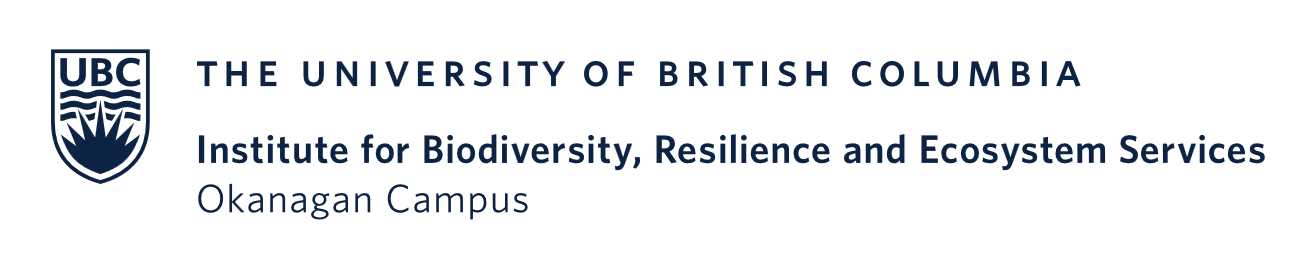 UBC
THE UNIVERSITY OF BRITISH COLUMBIA
Institute for Biodiversity, Resilience and Ecosystem Services
Okanagan Campus